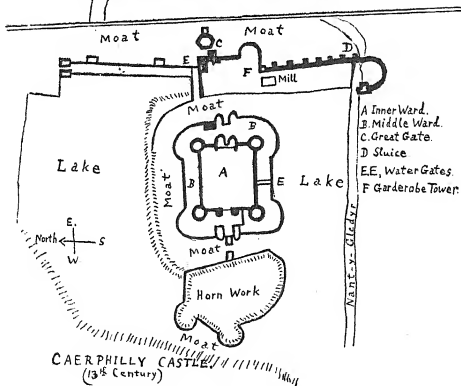 Moat
Moat
C
E
D
F
Mill
A Inner Ward.
B. Middle Ward.
C. Great Gate.
D Sluice
E.E, Water Gates.
F Garderobe Tower.
Moat
B
Lake
Moat
A
B
E
Lake
E.
North
S
W
Moat
Horn Work
Nant-y-Gledyr
Moat
CAERPHILLY CASTLE.
(13th Century)